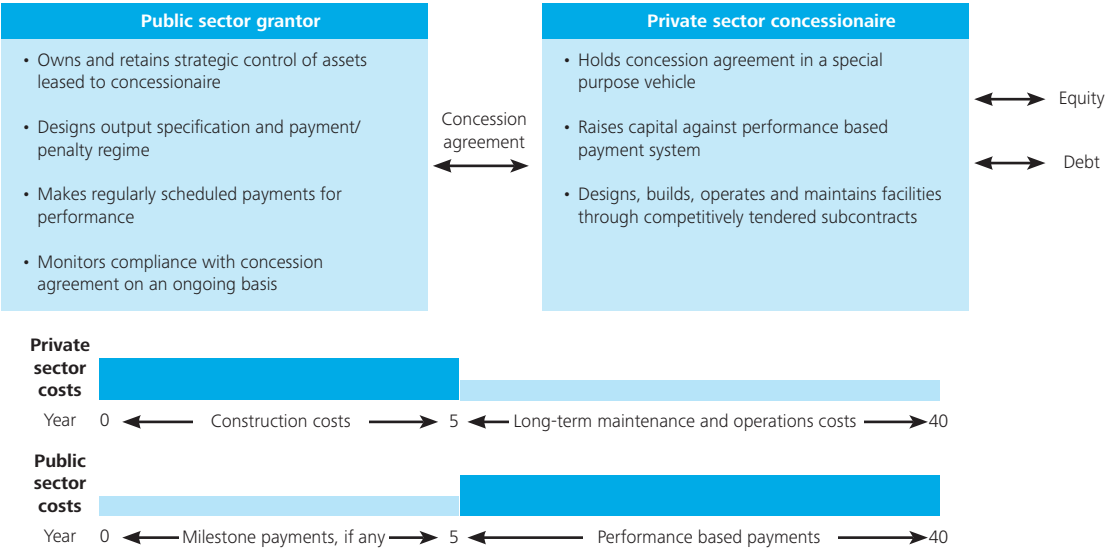 Public sector grantor
• Owns and retains strategic control of assets
leased to concessionaire
• Designs output specification and payment/
penalty regime
• Makes regularly scheduled payments for
performance
• Monitors compliance with concession
agreement on an ongoing basis
Concession
agreement
Private sector concessionaire
• Holds concession agreement in a special
purpose vehicle
• Raises capital against performance based
payment system
• Designs, builds, operates and maintains facilities
through competitively tendered subcontracts
Equity
Debt
Private
sector
costs
Year 0 Construction costs 5 Long-term maintenance and operations costs 40
Public
sector
costs
Year 0 Milestone payments, if any 5 Performance based payments 40